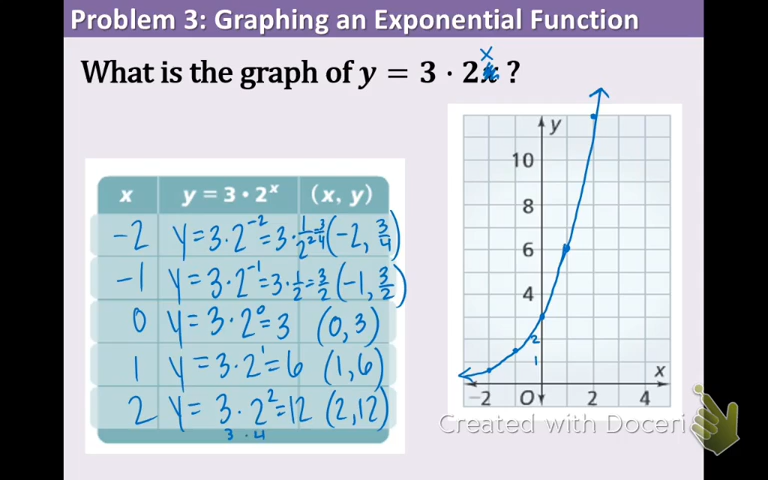 Problem 3: Graphing an Exponential Function
What is the graph of y = 3 · 2x ?
x
x y = 3 • 2ˣ (x, y)
-2 y=3·2⁻²=3·1/2²=3/4 (-2, 3/4)
-1 y=3·2⁻¹=3·1/2=3/2 (-1, 3/2)
0 y=3·2⁰=3 (0,3)
1 y=3·2¹=6 (1,6)
2 y=3·2²=12 (2,12)
3·4
y
10
8
6
4
2
1
x
-2 O 2 4
Created with Doceri